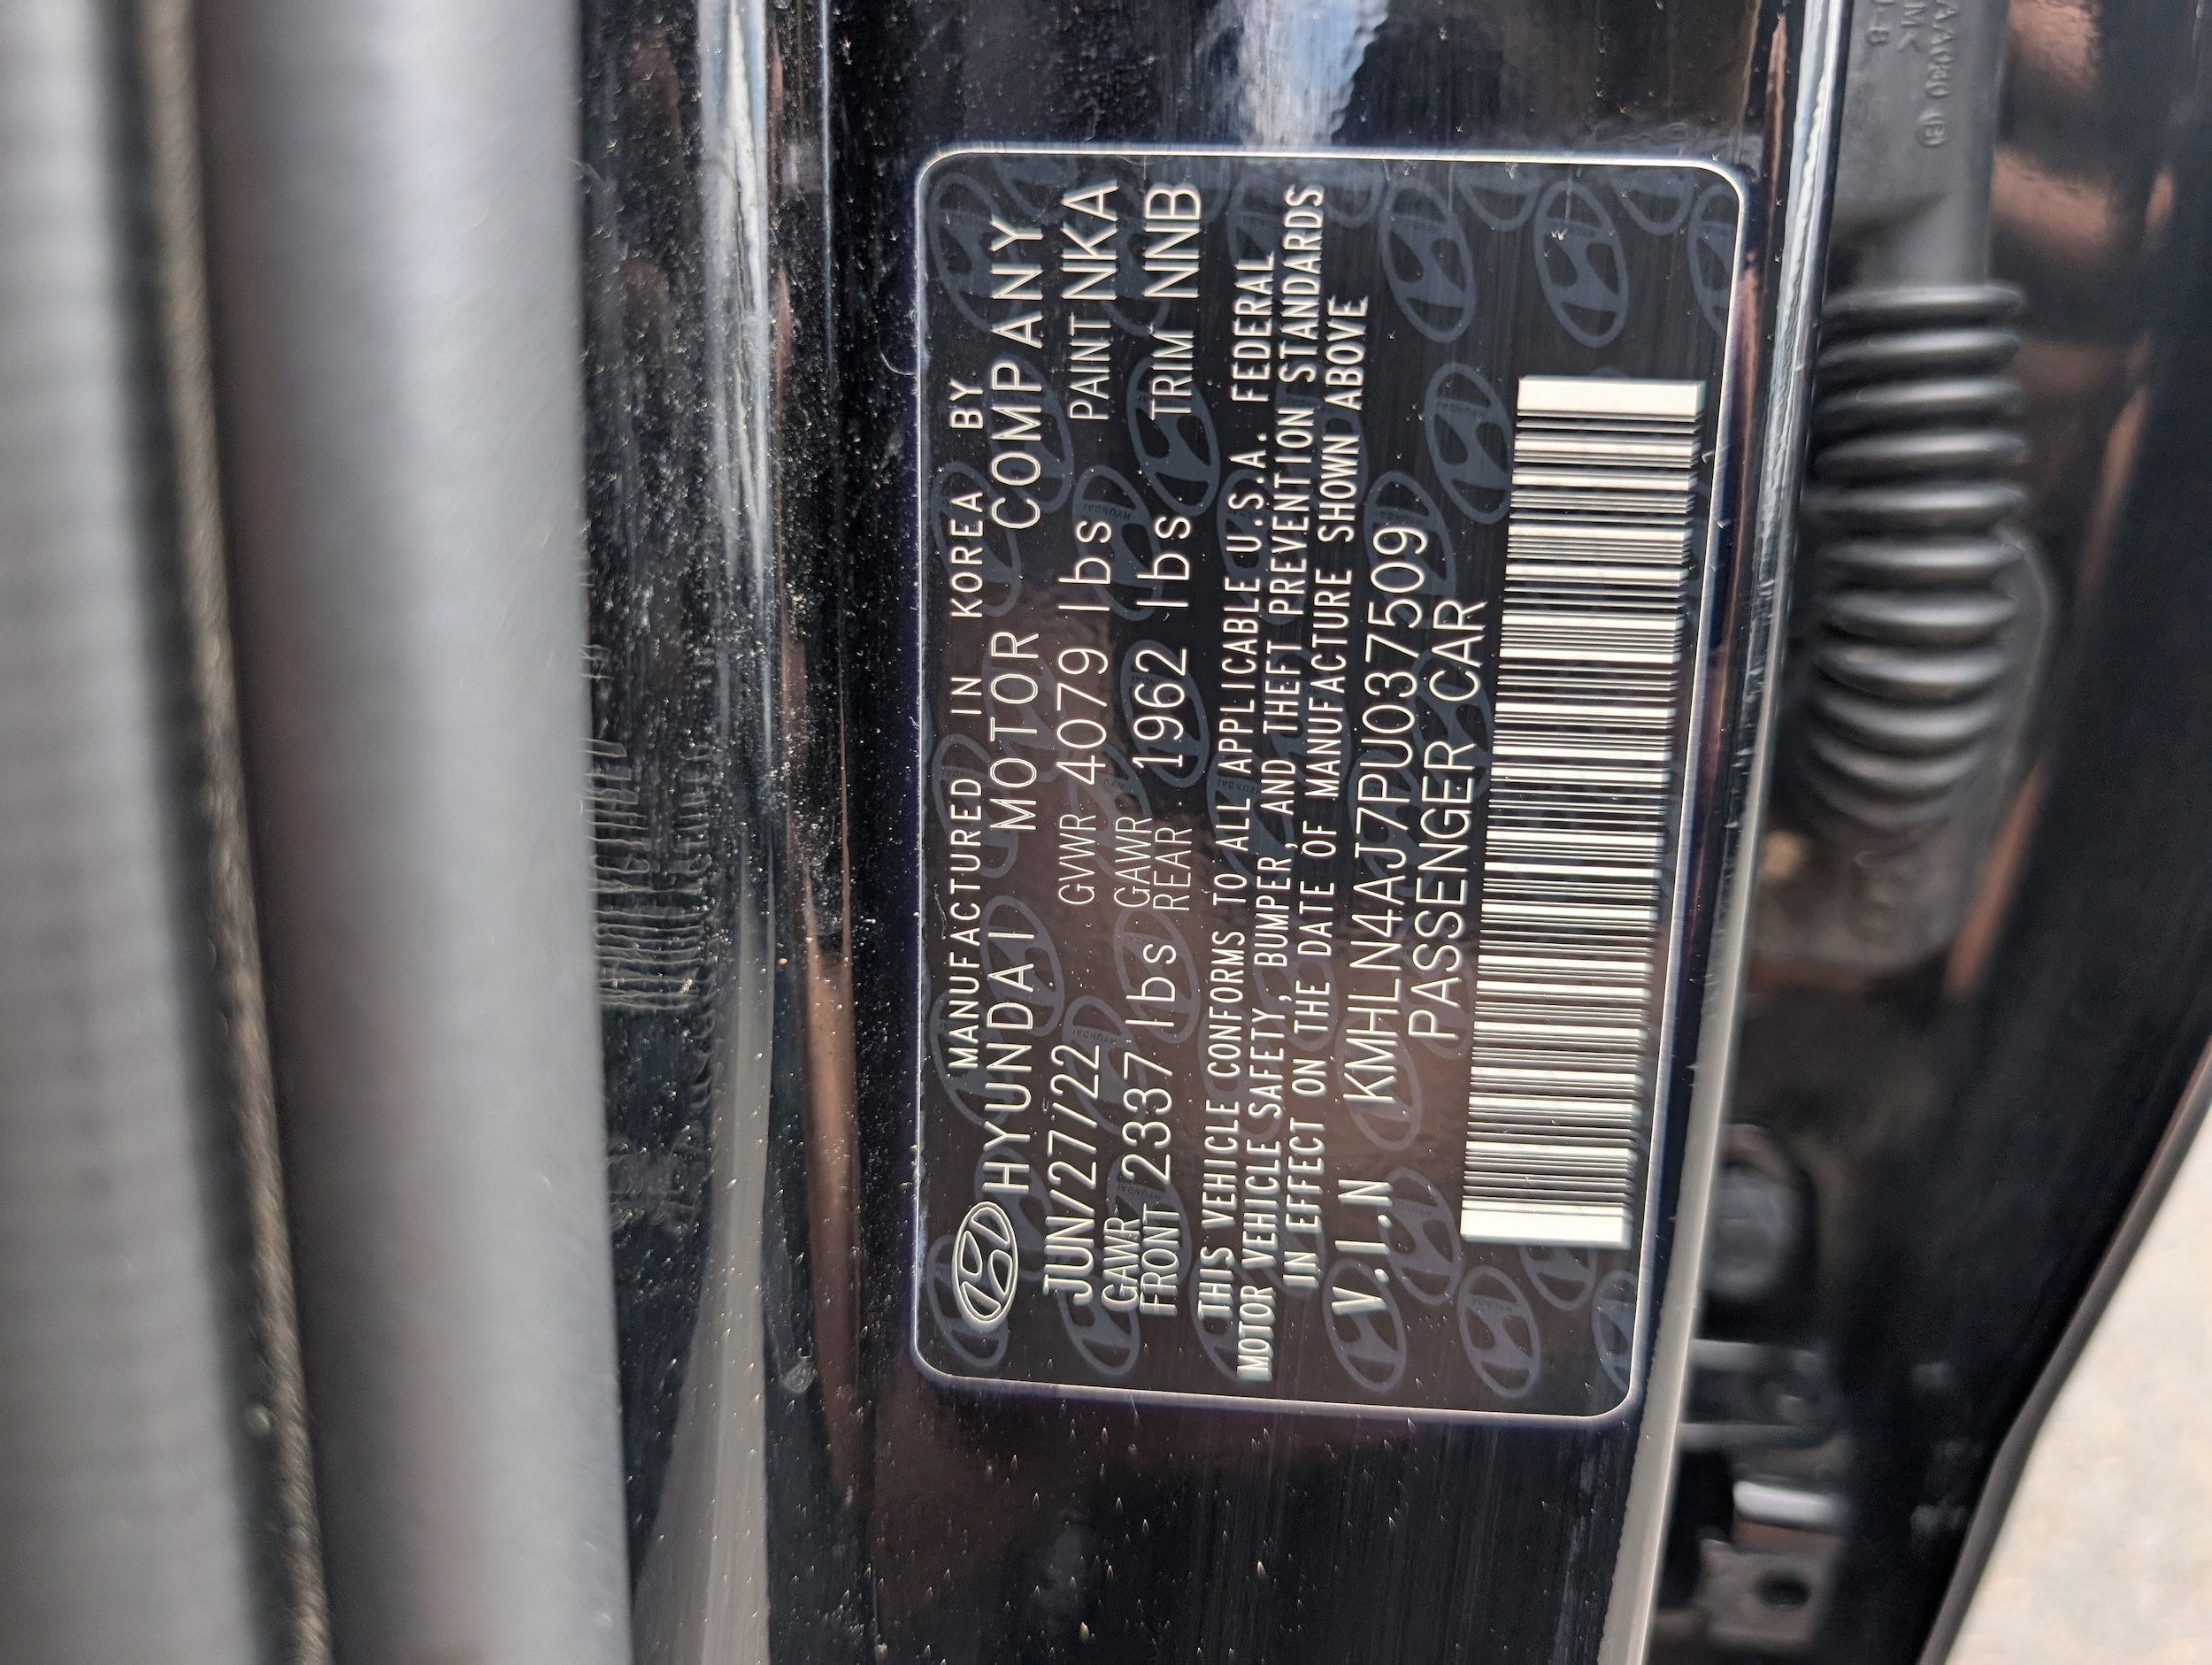 MANUFACTURED IN KOREA BY
HYUNDAI MOTOR COMPANY
JUN/27/22 GVWR 4079 lbs PAINT NKA
GAWR FRONT 2337 lbs GAWR REAR 1962 lbs TRIM NNB
THIS VEHICLE CONFORMS TO ALL APPLICABLE U.S.A. FEDERAL
MOTOR VEHICLE SAFETY, BUMPER, AND THEFT PREVENTION STANDARDS
IN EFFECT ON THE DATE OF MANUFACTURE SHOWN ABOVE
V.I.N KMHLN4AJ7PU037509
PASSENGER CAR